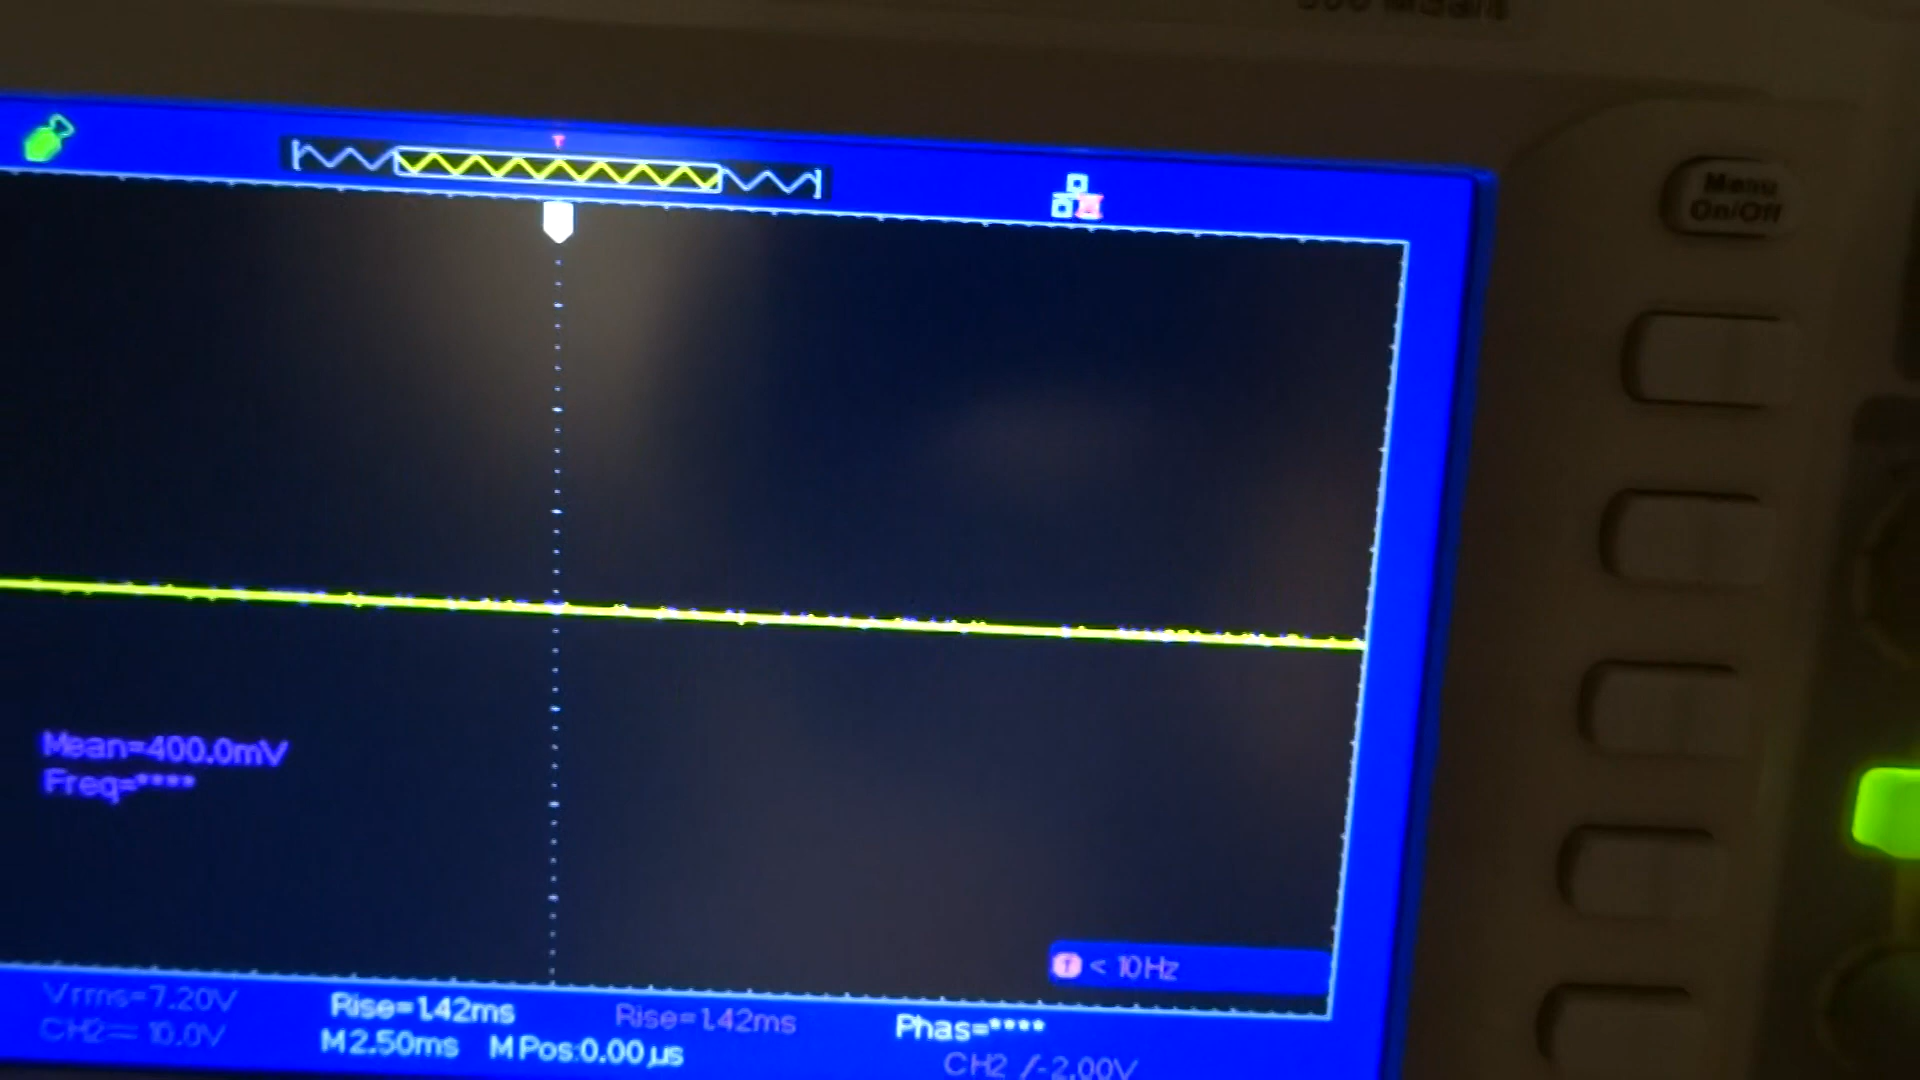 T
Menu
On/Off
Mean=400.0mV
Freq=****
T < 10Hz
Vrms=7.20V Rise=1.42ms Rise=1.42ms Phas=****
CH2= 10.0V M 2.50ms M Pos:0.00µs CH2 /-2.00V